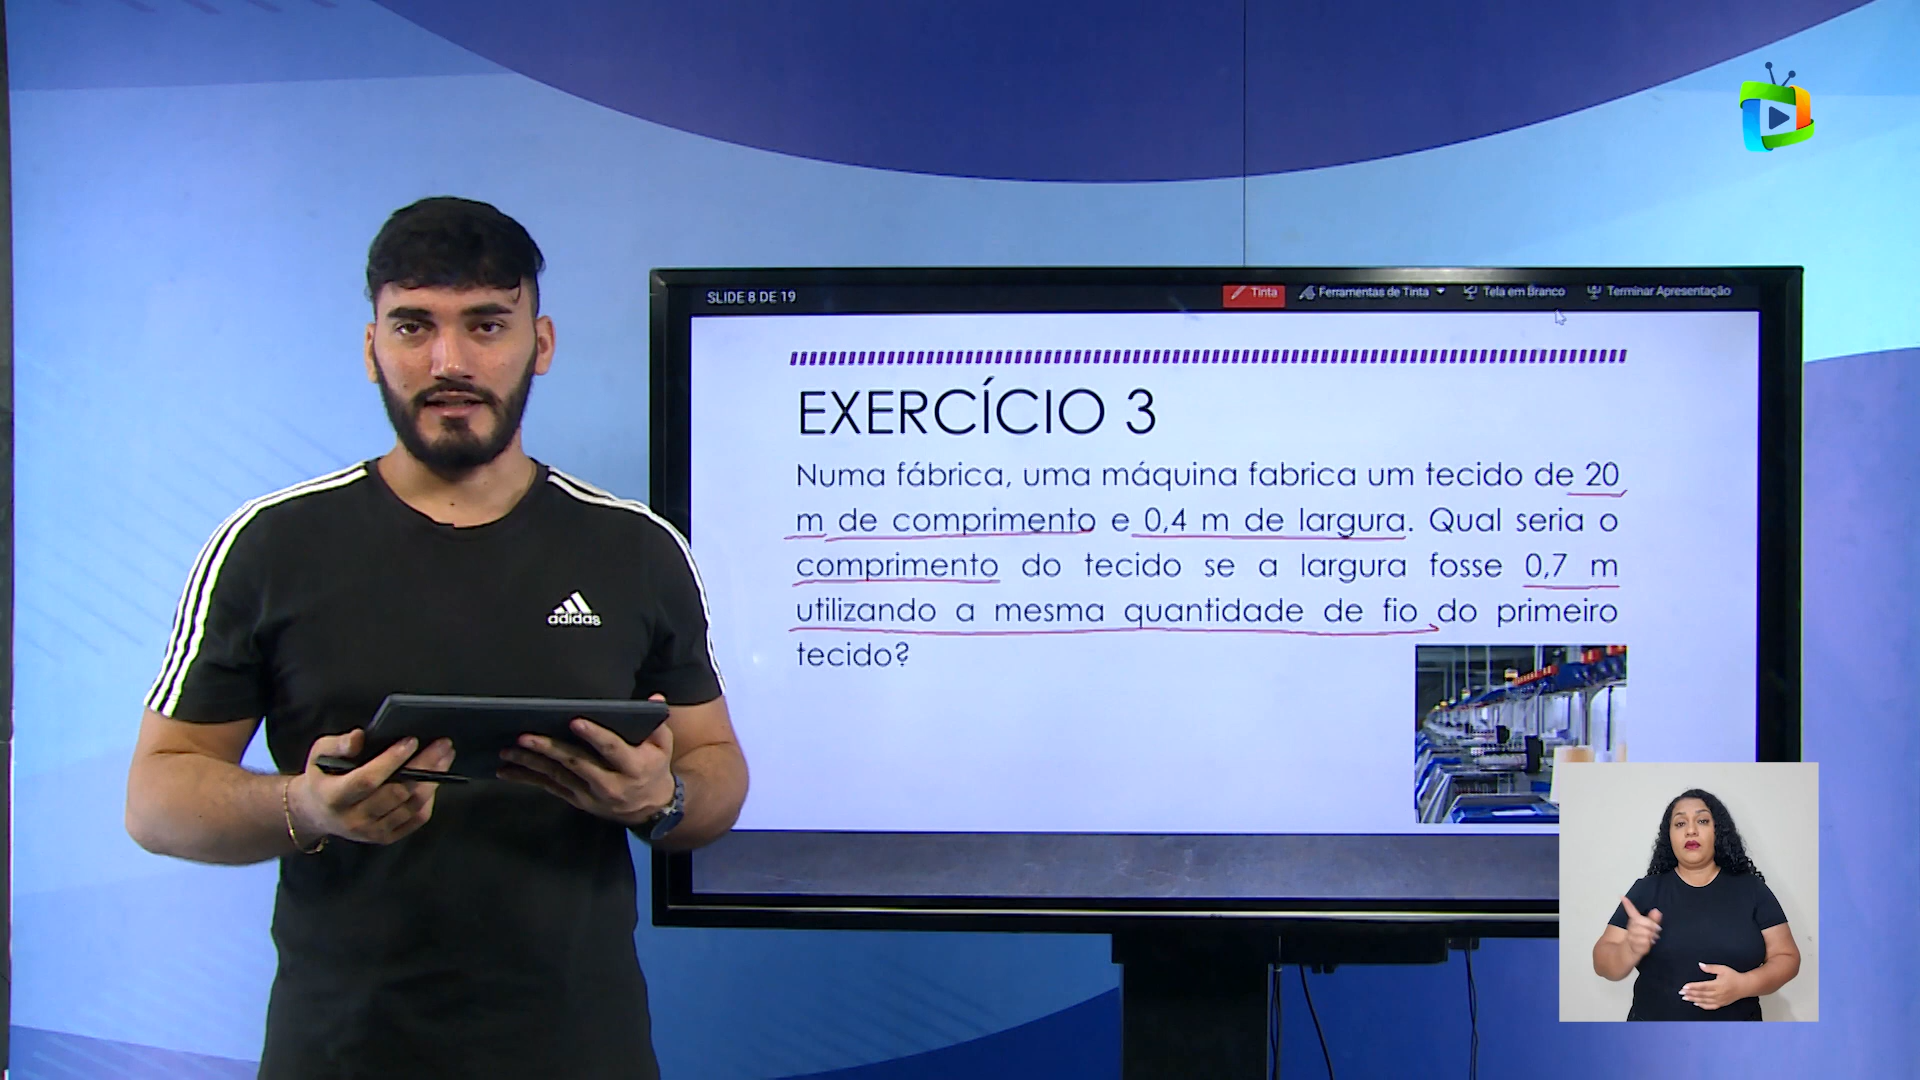 SLIDE 8 DE 19
Tinta
Ferramentas de Tinta
Tela em Branco
Terminar Apresentação
EXERCÍCIO 3
Numa fábrica, uma máquina fabrica um tecido de 20
m de comprimento e 0,4 m de largura. Qual seria o
comprimento do tecido se a largura fosse 0,7 m
utilizando a mesma quantidade de fio do primeiro
tecido?
adidas